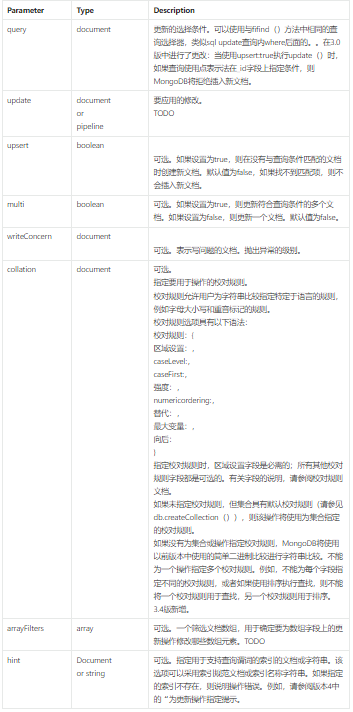 Parameter Type Description
query document 更新的选择条件。可以使用与fifind（）方法中相同的查
询选择器，类似sql update查询内where后面的。。在3.0
版中进行了更改：当使用upsert:true执行update（）时，
如果查询使用点表示法在 id字段上指定条件，则
MongoDB将拒绝插入新文档。
update document 要应用的修改。
or TODO
pipeline
upsert boolean
可选。如果设置为true，则在没有与查询条件匹配的文档
时创建新文档。默认值为false，如果找不到匹配项，则不
会插入新文档。
multi boolean 可选。如果设置为true，则更新符合查询条件的多个文
档。如果设置为false，则更新一个文档。默认值为false。
writeConcern document
可选。表示写问题的文档。抛出异常的级别。
collation document 可选。
指定要用于操作的校对规则。
校对规则允许用户为字符串比较指定特定于语言的规则，
例如字母大小写和重音标记的规则。
校对规则选项具有以下语法：
校对规则：{
区域设置：,
caseLevel:,
caseFirst:,
强度：,
numericordering:,
替代：,
最大变量：,
向后：
}
指定校对规则时，区域设置字段是必需的；所有其他校对
规则字段都是可选的。有关字段的说明，请参阅校对规则
文档。
如果未指定校对规则，但集合具有默认校对规则（请参见
db.createCollection（）），则该操作将使用为集合指定
的校对规则。
如果没有为集合或操作指定校对规则，MongoDB将使用
以前版本中使用的简单二进制比较进行字符串比较。不能
为一个操作指定多个校对规则。例如，不能为每个字段指
定不同的校对规则，或者如果使用排序执行查找，则不能
将一个校对规则用于查找，另一个校对规则用于排序。
3.4版新增。
arrayFilters array 可选。一个筛选文档数组，用于确定要为数组字段上的更
新操作修改哪些数组元素。TODO
hint Document 可选。指定用于支持查询谓词的索引的文档或字符串。该
or string 选项可以采用索引规范文档或索引名称字符串。如果指定
的索引不存在，则说明操作错误。例如，请参阅版本4中
的“为更新操作指定提示。